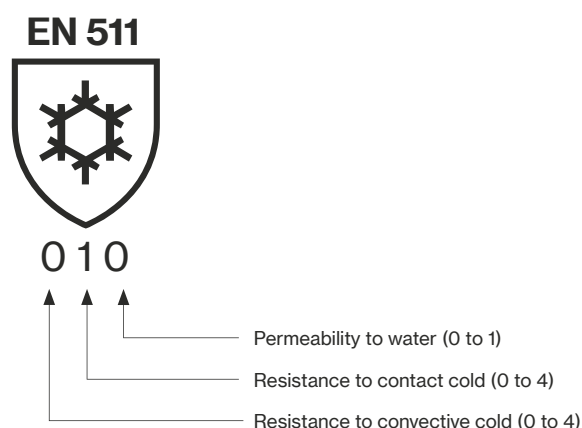 EN 511
0 1 0
Permeability to water (0 to 1)
Resistance to contact cold (0 to 4)
Resistance to convective cold (0 to 4)